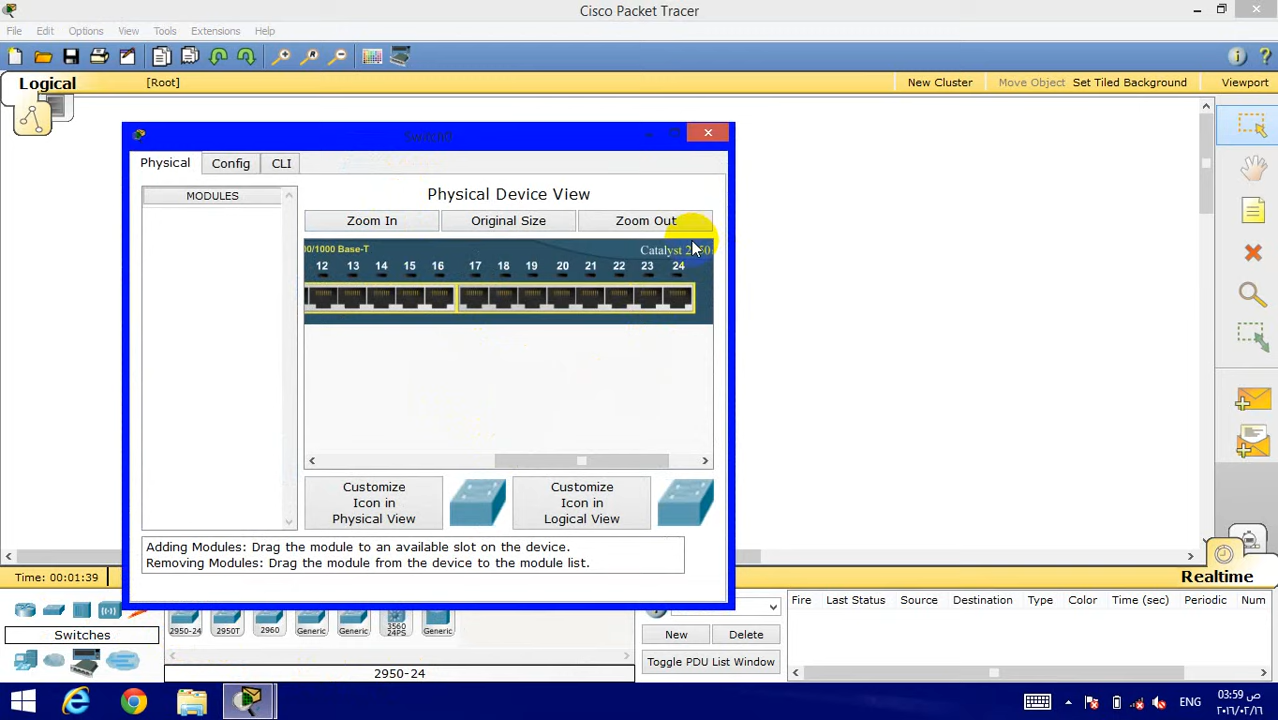 Cisco Packet Tracer
File Edit Options View Tools Extensions Help
Logical [Root] New Cluster Move Object Set Tiled Background Viewport
Switch0
Physical Config CLI
MODULES
Physical Device View
Zoom In Original Size Zoom Out
00/1000 Base-T
Catalyst 2950
12 13 14 15 16 17 18 19 20 21 22 23 24
Customize
Icon in
Physical View
Customize
Icon in
Logical View
Adding Modules: Drag the module to an available slot on the device.
Removing Modules: Drag the module from the device to the module list.
Time: 00:01:39
Realtime
Switches
2950-24 2950T 2960 Generic Generic 3560 24PS Generic
2950-24
New Delete
Toggle PDU List Window
Fire Last Status Source Destination Type Color Time (sec) Periodic Num
ENG
03:59 ص
٢٠١٦/٠٢/١٦